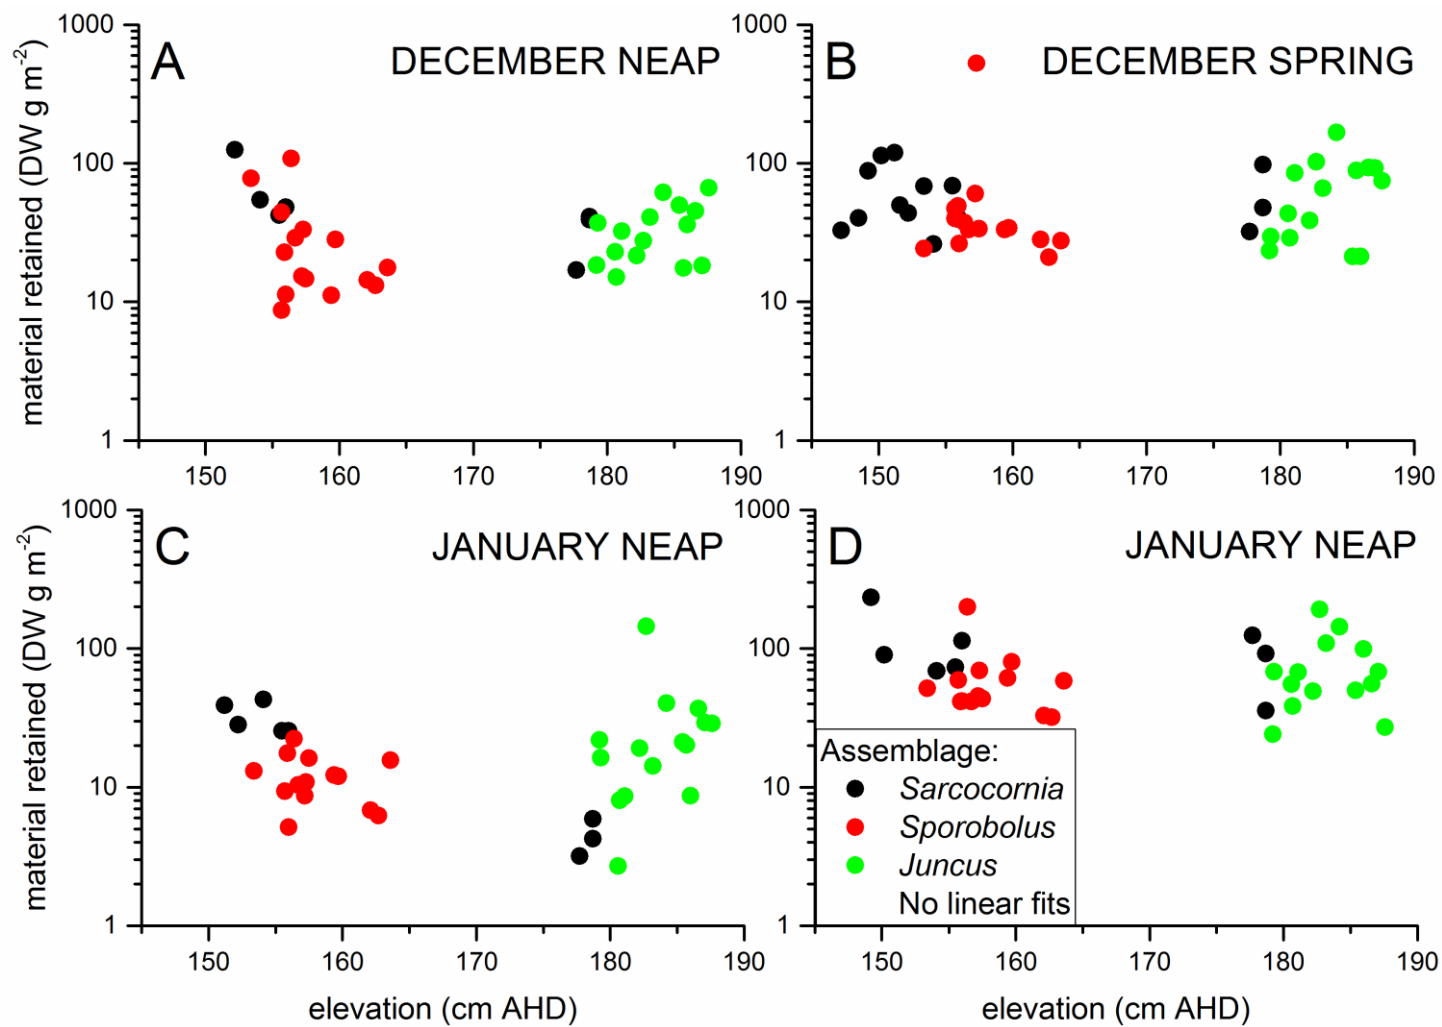 A
DECEMBER NEAP
1000
100
10
1
150
160
170
180
190
material retained (DW g m-2)
B
DECEMBER SPRING
1000
100
10
1
150
160
170
180
190
C
JANUARY NEAP
1000
100
10
1
150
160
170
180
190
material retained (DW g m-2)
elevation (cm AHD)
D
JANUARY NEAP
1000
100
10
1
Assemblage:
Sarcocornia
Sporobolus
Juncus
No linear fits
150
160
170
180
190
elevation (cm AHD)